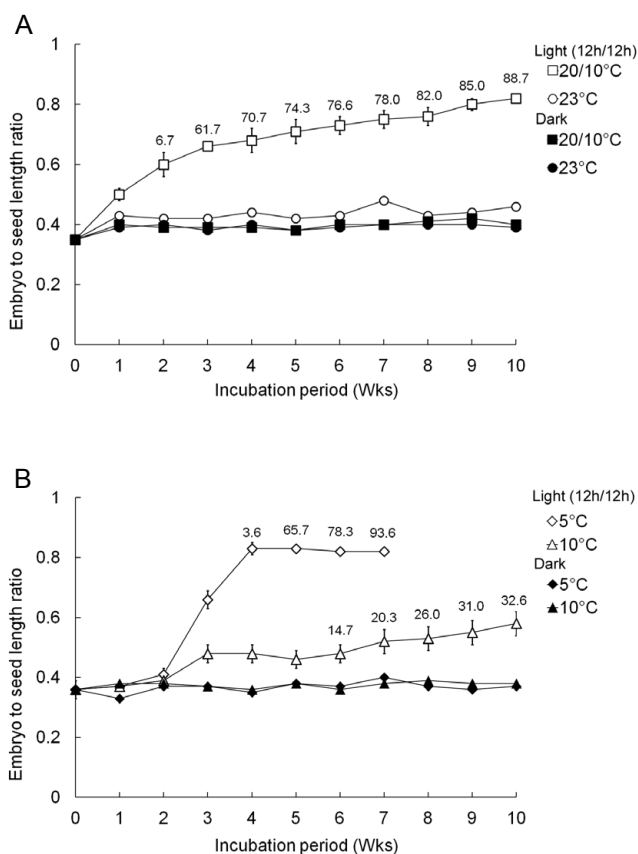 A
Embryo to seed lentgth ratio
1
0.8
0.6
0.4
0.2
0
6.7 61.7 70.7 74.3 76.6 78.0 82.0 85.0 88.7
0 1 2 3 4 5 6 7 8 9 10
Incubation period (Wks)
Light (12h/12h)
20/10°C
23°C
Dark
20/10°C
23°C
B
Embryo to seed length ratio
1
0.8
0.6
0.4
0.2
0
3.6 65.7 78.3 93.6
14.7 20.3 26.0 31.0 32.6
0 1 2 3 4 5 6 7 8 9 10
Incubation period (Wks)
Light (12h/12h)
5°C
10°C
Dark
5°C
10°C